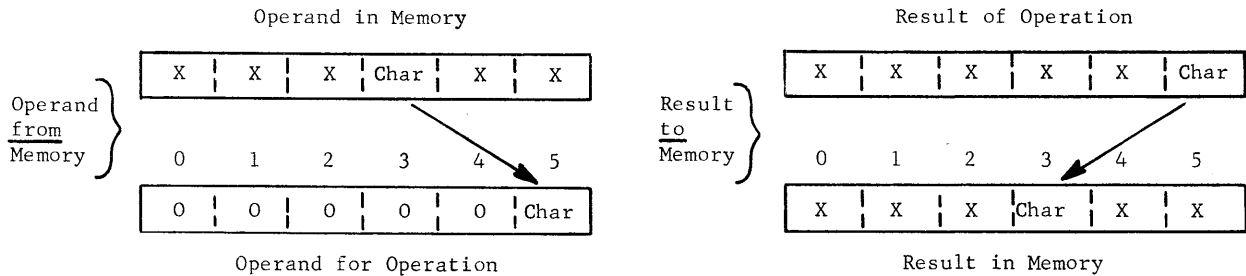 Operand in Memory
X X X Char X X
Operand
from
Memory
0 1 2 3 4 5
0 0 0 0 0 Char
Operand for Operation
Result of Operation
X X X X X Char
Result
to
Memory
0 1 2 3 4 5
X X X Char X X
Result in Memory